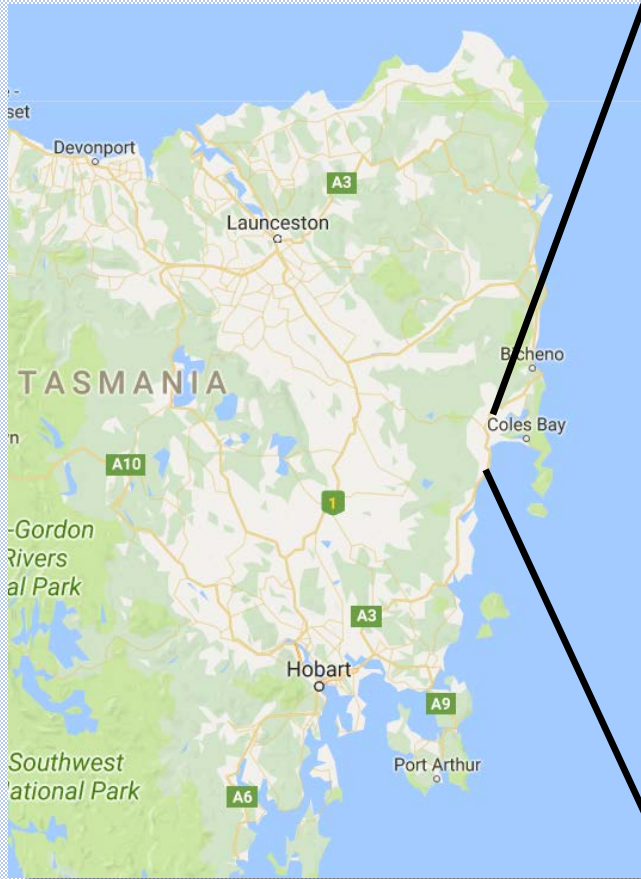 set
Devonport
A3
Launceston
Bicheno
TASMANIA
Coles Bay
rn
A10
1
-Gordon
Rivers
al Park
A3
Hobart
A9
Port Arthur
Southwest
National Park
A6